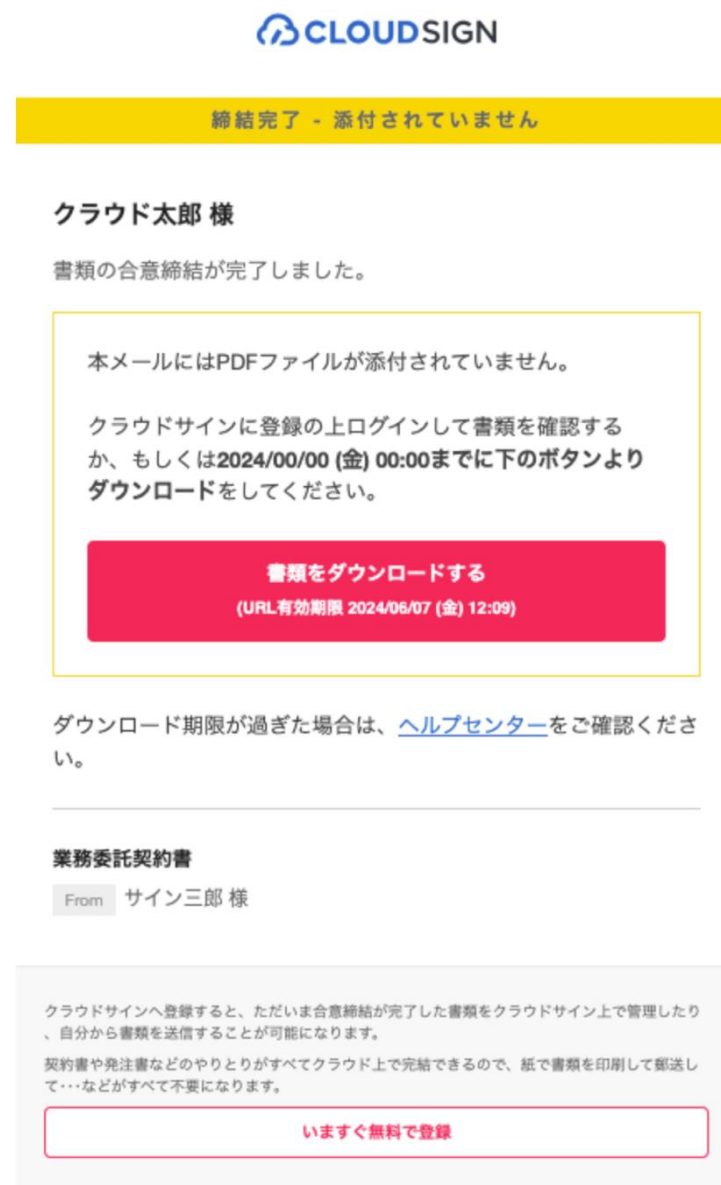 CLOUDSIGN
締結完了 - 添付されていません
クラウド太郎 様
書類の合意締結が完了しました。
本メールにはPDFファイルが添付されていません。
クラウドサインに登録の上ログインして書類を確認する
か、もしくは2024/00/00 (金) 00:00までに下のボタンより
ダウンロードをしてください。
書類をダウンロードする
(URL有効期限 2024/06/07 (金) 12:09)
ダウンロード期限が過ぎた場合は、ヘルプセンターをご確認くださ
い。
業務委託契約書
From サイン三郎 様
クラウドサインへ登録すると、ただいま合意締結が完了した書類をクラウドサイン上で管理したり
、自分から書類を送信することが可能になります。
契約書や発注書などのやりとりがすべてクラウド上で完結できるので、紙で書類を印刷して郵送し
て･･･などがすべて不要になります。
いますぐ無料で登録